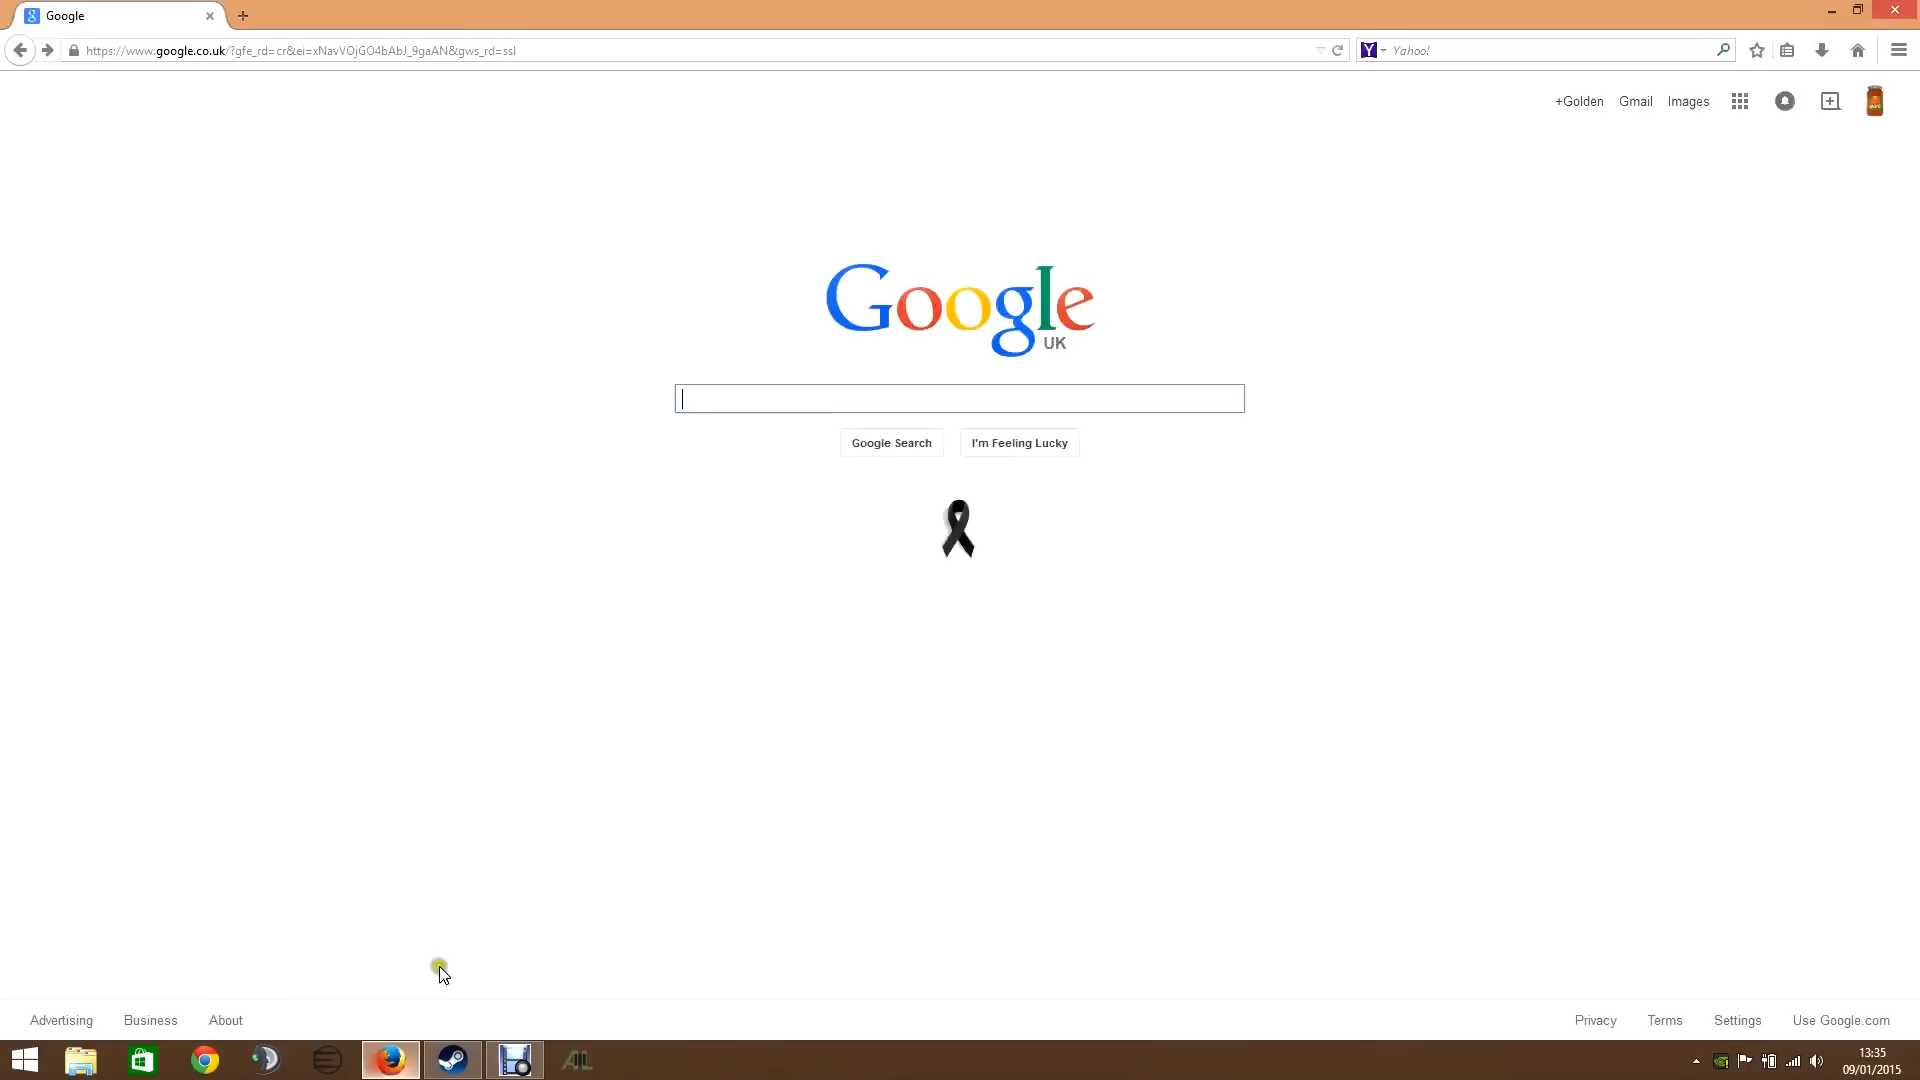 Google
https://www.google.co.uk/?gfe_rd=cr&ei=xNavVOjGO4bAbJ_9gaAN&gws_rd=ssl
Yahoo!
+Golden Gmail Images
Google
UK
Google Search I'm Feeling Lucky
Advertising Business About Privacy Terms Settings Use Google.com
13:35
09/01/2015